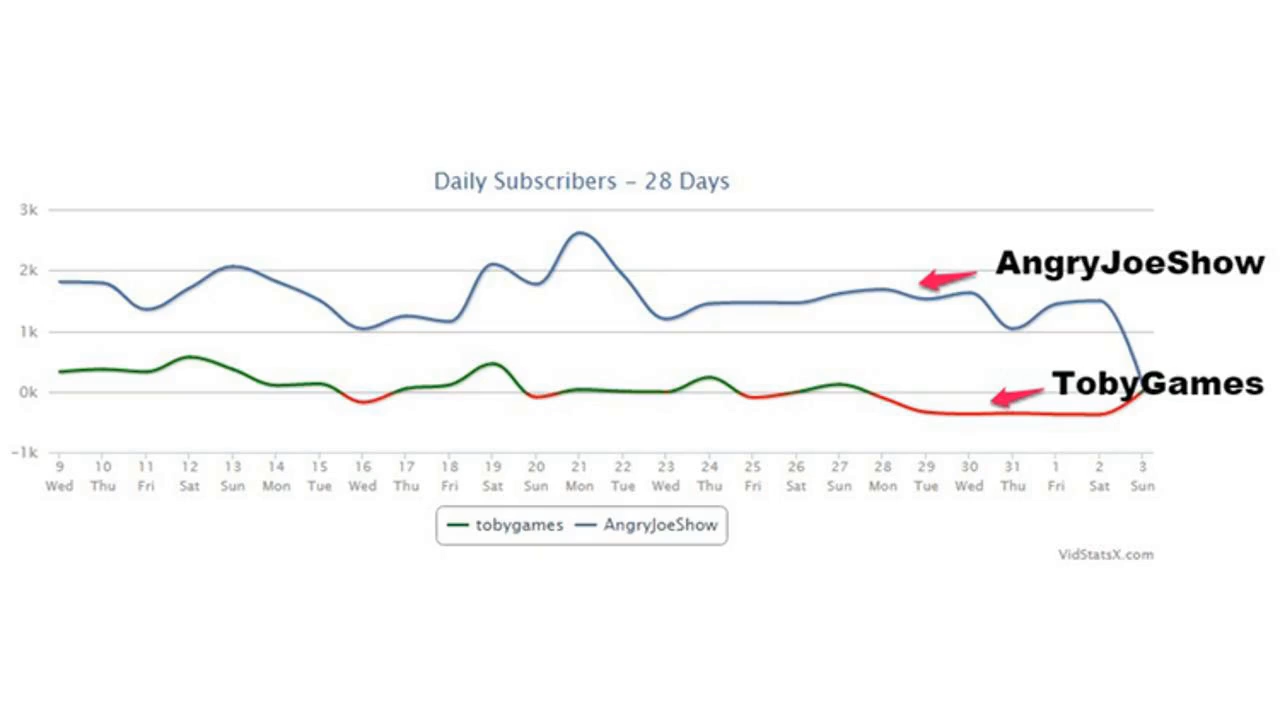 Daily Subscribers - 28 Days
3k
2k
1k
0k
-1k
AngryJoeShow
TobyGames
9 10 11 12 13 14 15 16 17 18 19 20 21 22 23 24 25 26 27 28 29 30 31 1 2 3
Wed Thu Fri Sat Sun Mon Tue Wed Thu Fri Sat Sun Mon Tue Wed Thu Fri Sat Sun Mon Tue Wed Thu Fri Sat Sun
tobygames AngryJoeShow
VidStatsX.com